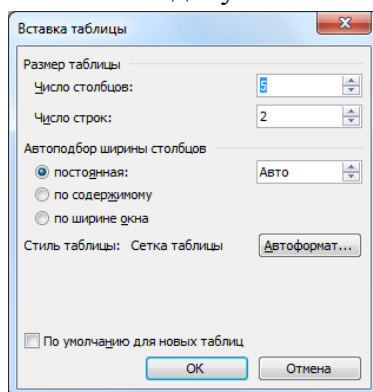 Вставка таблицы
Размер таблицы
Число столбцов: 5
Число строк: 2
Автоподбор ширины столбцов
постоянная: Авто
по содержимому
по ширине окна
Стиль таблицы: Сетка таблицы Автоформат...
По умолчанию для новых таблиц
ОК Отмена